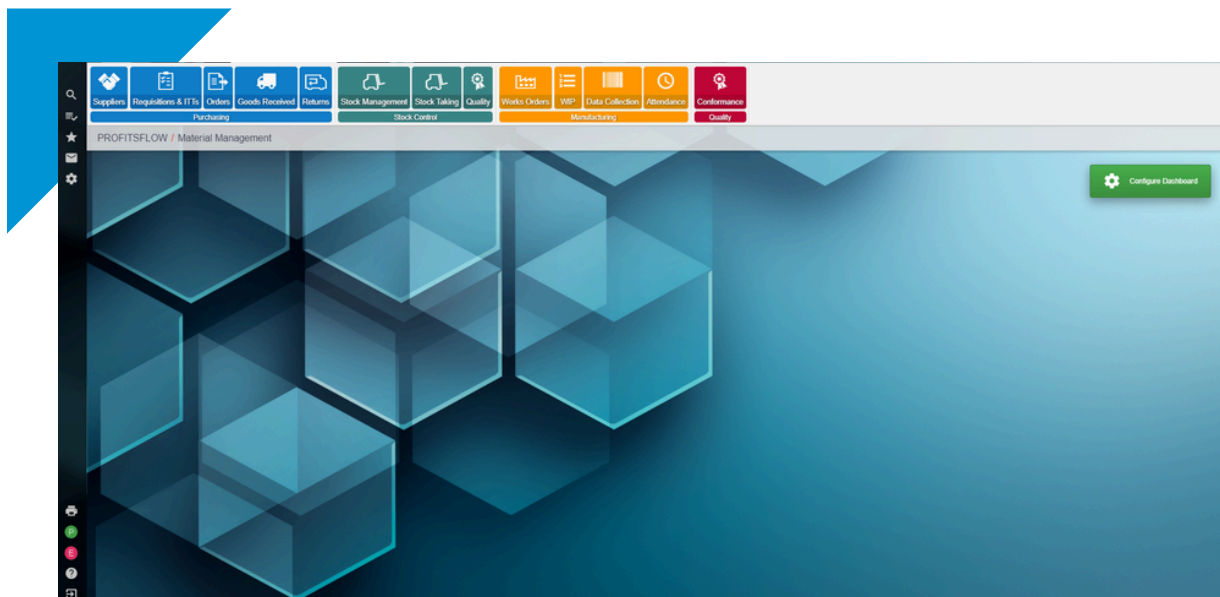 Suppliers Requisitions & ITTs Orders Goods Received Returns Stock Management Stock Taking Quality Works Orders WIP Data Collection Attendance Conformance
Purchasing Stock Control Manufacturing Quality
PROFITSFLOW / Material Management
Configure Dashboard
P
E